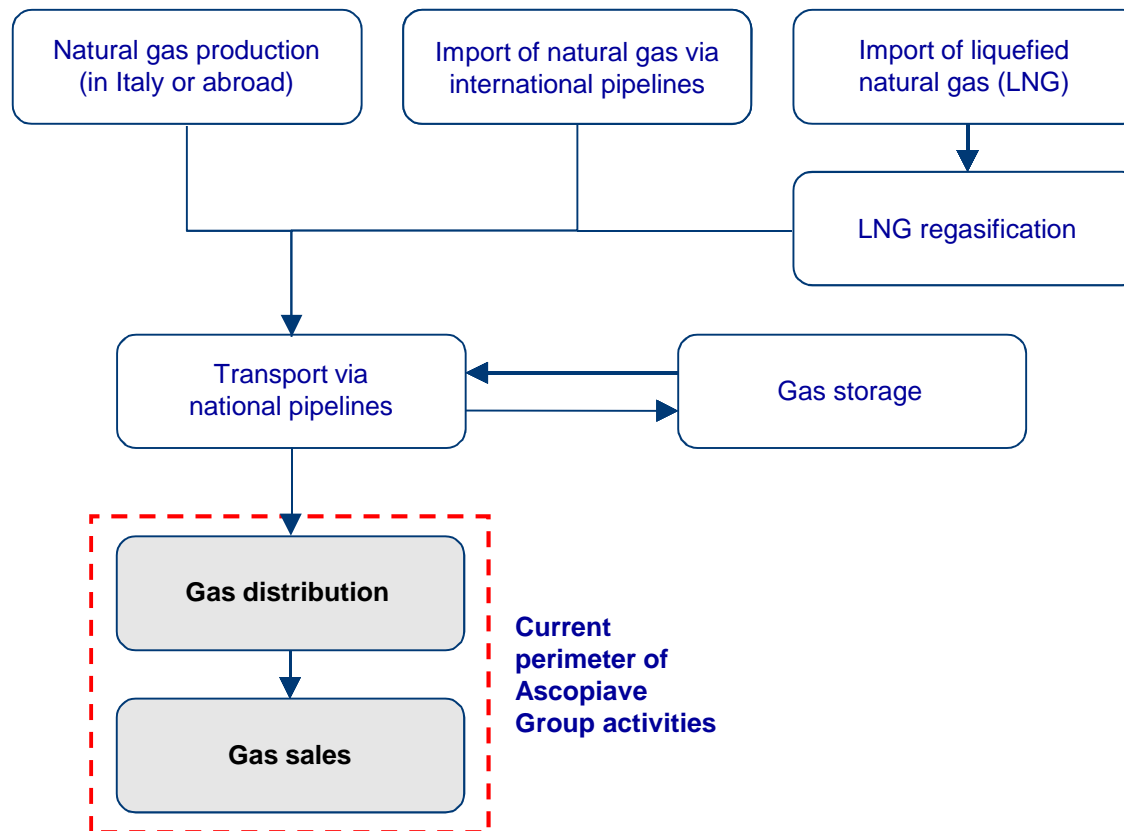 Natural gas production
(in Italy or abroad)
Import of natural gas via
international pipelines
Import of liquefied
natural gas (LNG)
LNG regasification
Transport via
national pipelines
Gas storage
Gas distribution
Current
perimeter of
Ascopiave
Group activities
Gas sales